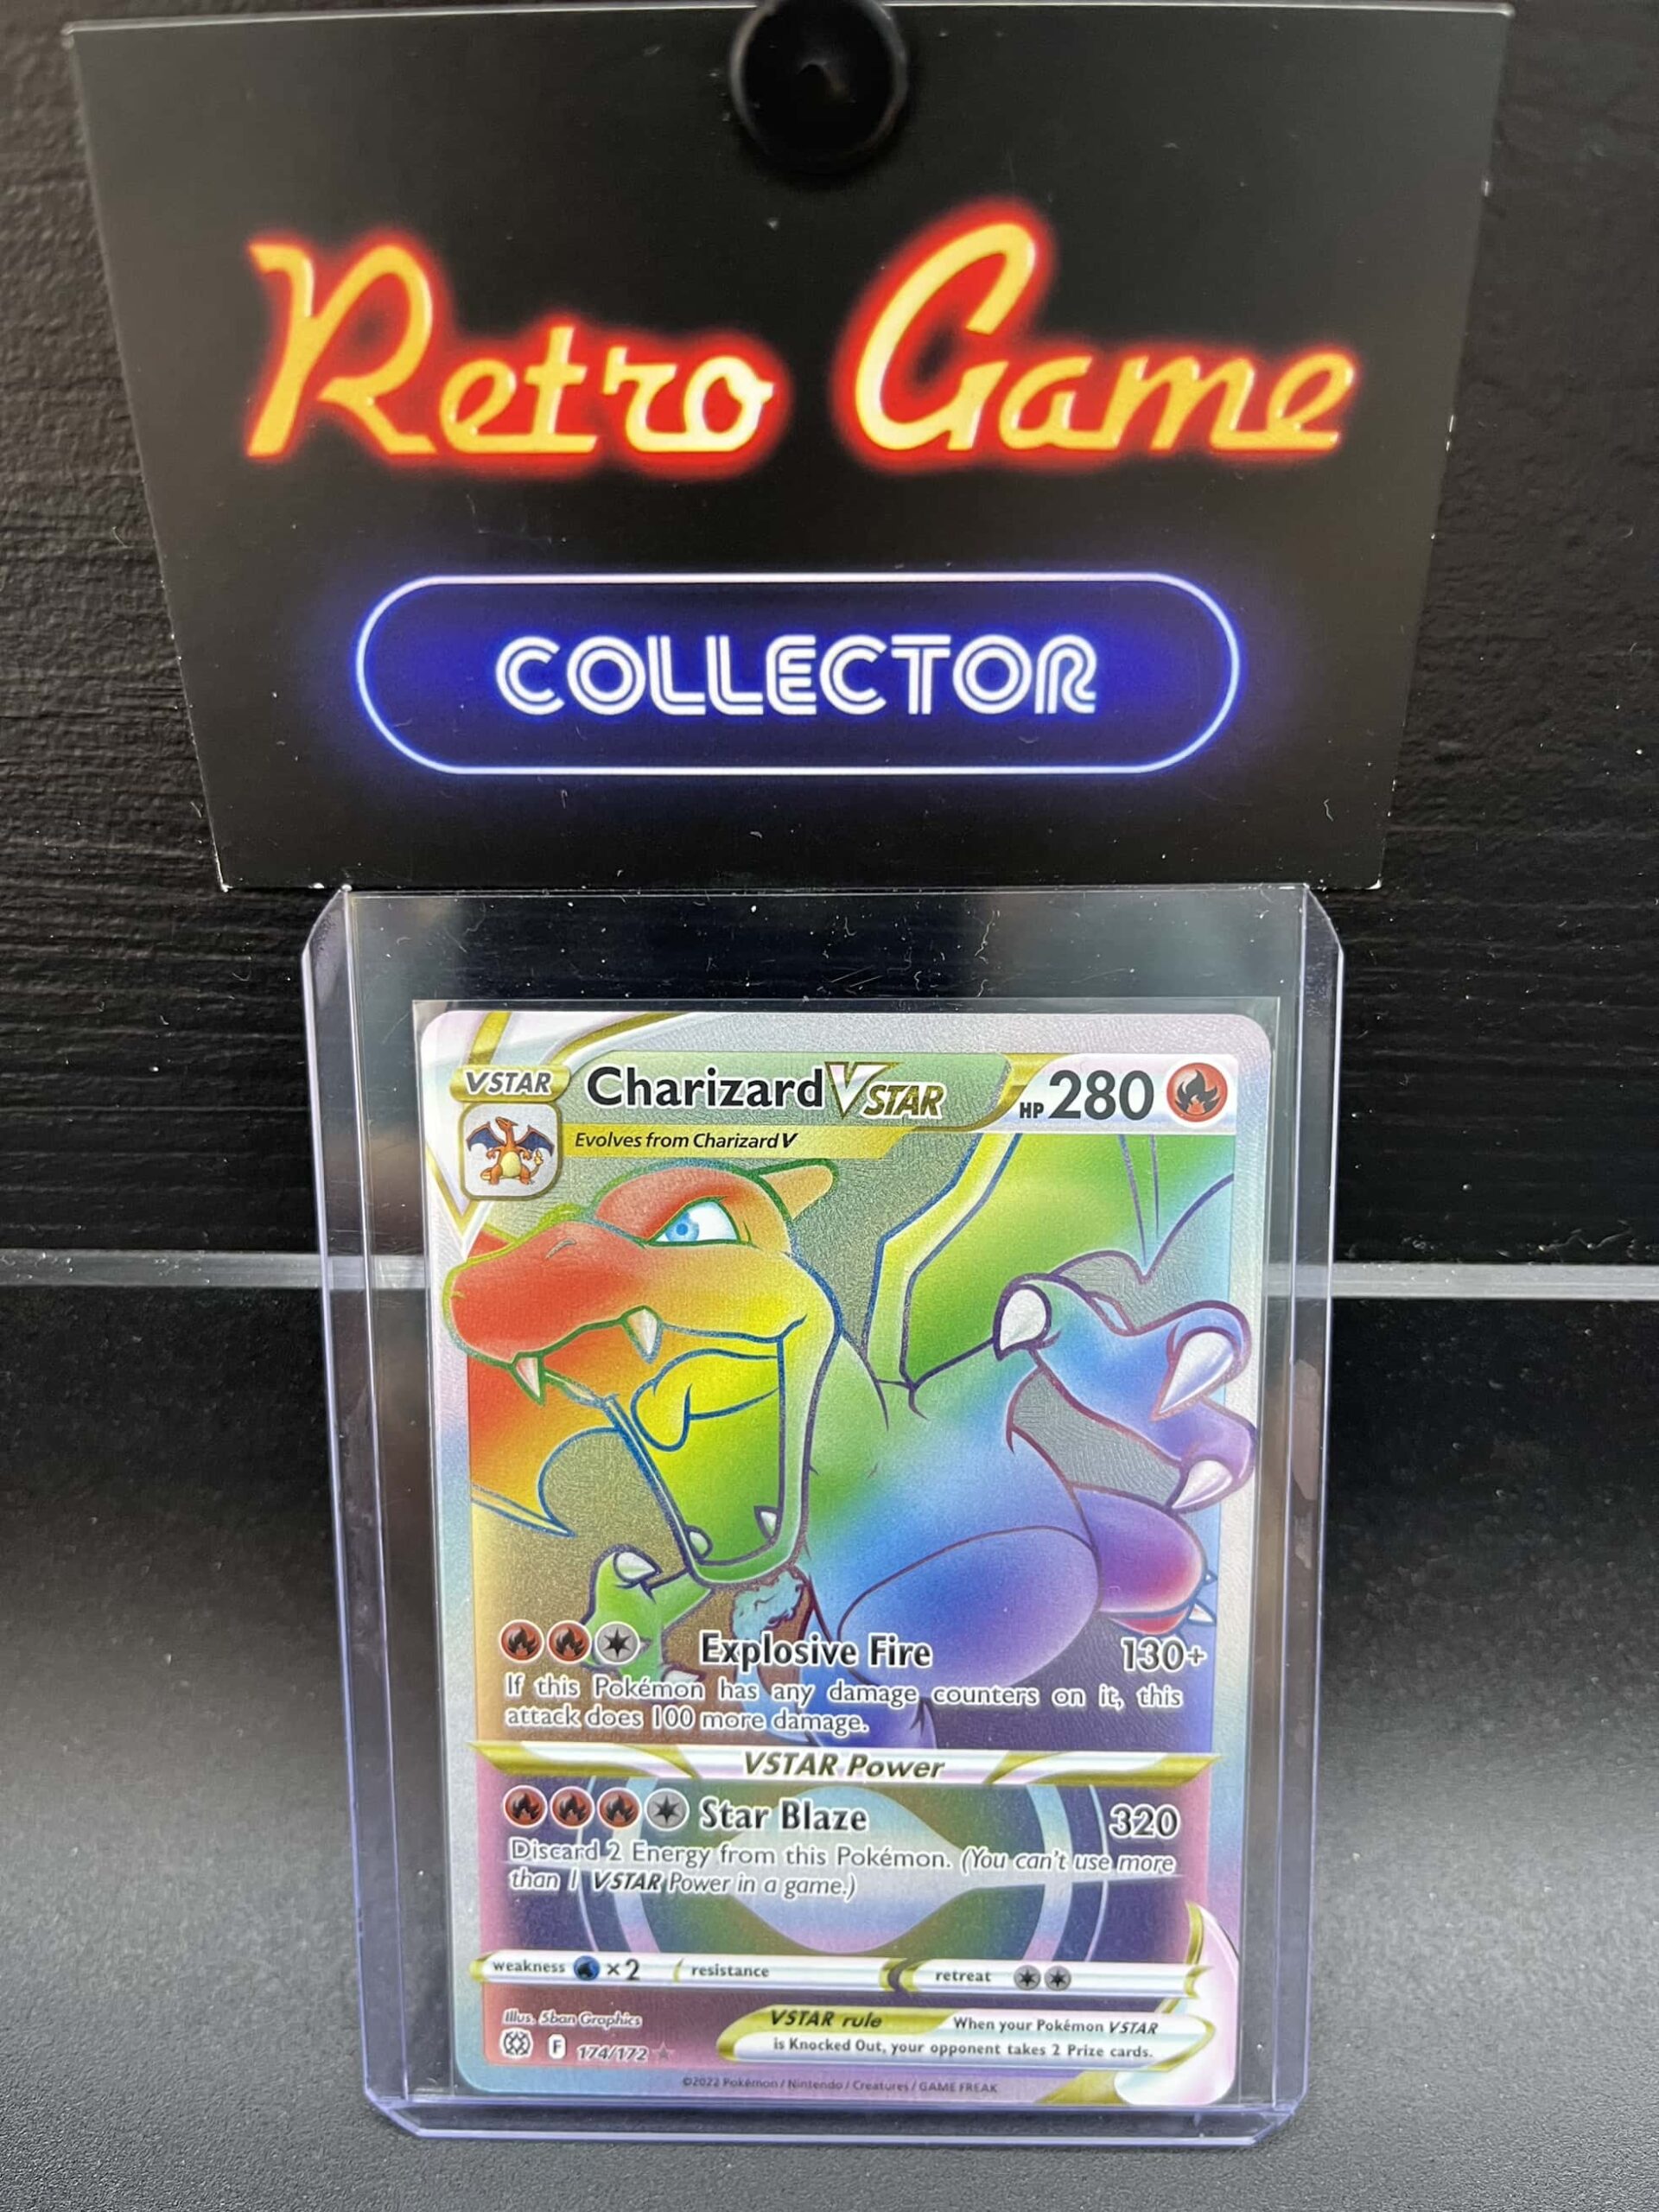 Retro Game
COLLECTOR
VSTAR Charizard VSTAR HP 280
Evolves from Charizard V
Explosive Fire 130+
If this Pokémon has any damage counters on it, this
attack does 100 more damage.
VSTAR Power
Star Blaze 320
Discard 2 Energy from this Pokémon. (You can't use more
than 1 VSTAR Power in a game.)
weakness ×2 resistance retreat
Illus. 5ban Graphics
VSTAR rule When your Pokémon VSTAR
is Knocked Out, your opponent takes 2 Prize cards.
F 174/172
©2022 Pokémon / Nintendo / Creatures / GAME FREAK